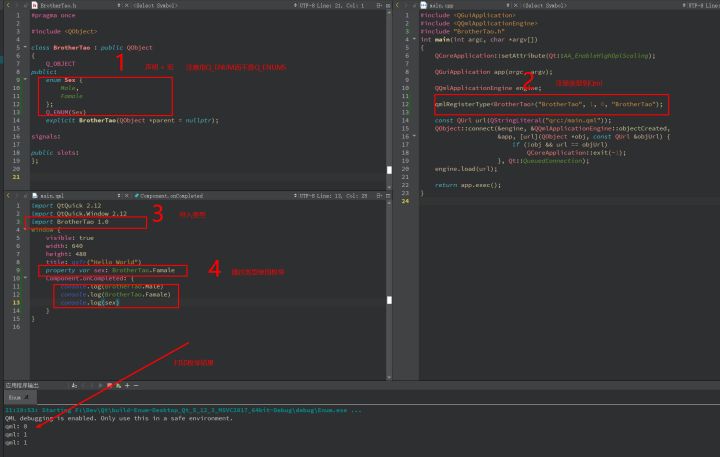 BrotherTao.h
<Select Symbol>
UTF-8 Line: 21, Col: 1
1 #pragma once
2
3 #include <QObject>
4
5 class BrotherTao : public QObject
6 {
7 Q_OBJECT
8 public:
9 enum Sex {
10 Male,
11 Famale
12 };
13 Q_ENUM(Sex)
14 explicit BrotherTao(QObject *parent = nullptr);
15
16 signals:
17
18 public slots:
19 };
20
21
1
声明 + 宏
注意用Q_ENUM而不是Q_ENUMS
main.cpp
<Select Symbol>
UTF-8 Line: 24, Col: 1
1 #include <QGuiApplication>
2 #include <QQmlApplicationEngine>
3 #include "BrotherTao.h"
4 int main(int argc, char *argv[])
5 {
6 QCoreApplication::setAttribute(Qt::AA_EnableHighDpiScaling);
7
8 QGuiApplication app(argc, argv);
9
10 QQmlApplicationEngine engine;
11
12 qmlRegisterType<BrotherTao>("BrotherTao", 1, 0, "BrotherTao");
13
14 const QUrl url(QStringLiteral("qrc:/main.qml"));
15 QObject::connect(&engine, &QQmlApplicationEngine::objectCreated,
16 &app, [url](QObject *obj, const QUrl &objUrl) {
17 if (!obj && url == objUrl)
18 QCoreApplication::exit(-1);
19 }, Qt::QueuedConnection);
20 engine.load(url);
21
22 return app.exec();
23 }
24
2
注册类型到Qml
main.qml
Component.onCompleted
UTF-8 Line: 13, Col: 25
1 import QtQuick 2.12
2 import QtQuick.Window 2.12
3 import BrotherTao 1.0
4 Window {
5 visible: true
6 width: 640
7 height: 480
8 title: qsTr("Hello World")
9 property var sex: BrotherTao.Famale
10 Component.onCompleted: {
11 console.log(BrotherTao.Male)
12 console.log(BrotherTao.Famale)
13 console.log(sex)
14 }
15 }
16
3
导入类型
4
通过类型使用枚举
打印枚举结果
应用程序输出
Enum
21:19:53: Starting F:\Dev\Qt\build-Enum-Desktop_Qt_5_12_3_MSVC2017_64bit-Debug\debug\Enum.exe ...
QML debugging is enabled. Only use this in a safe environment.
qml: 0
qml: 1
qml: 1